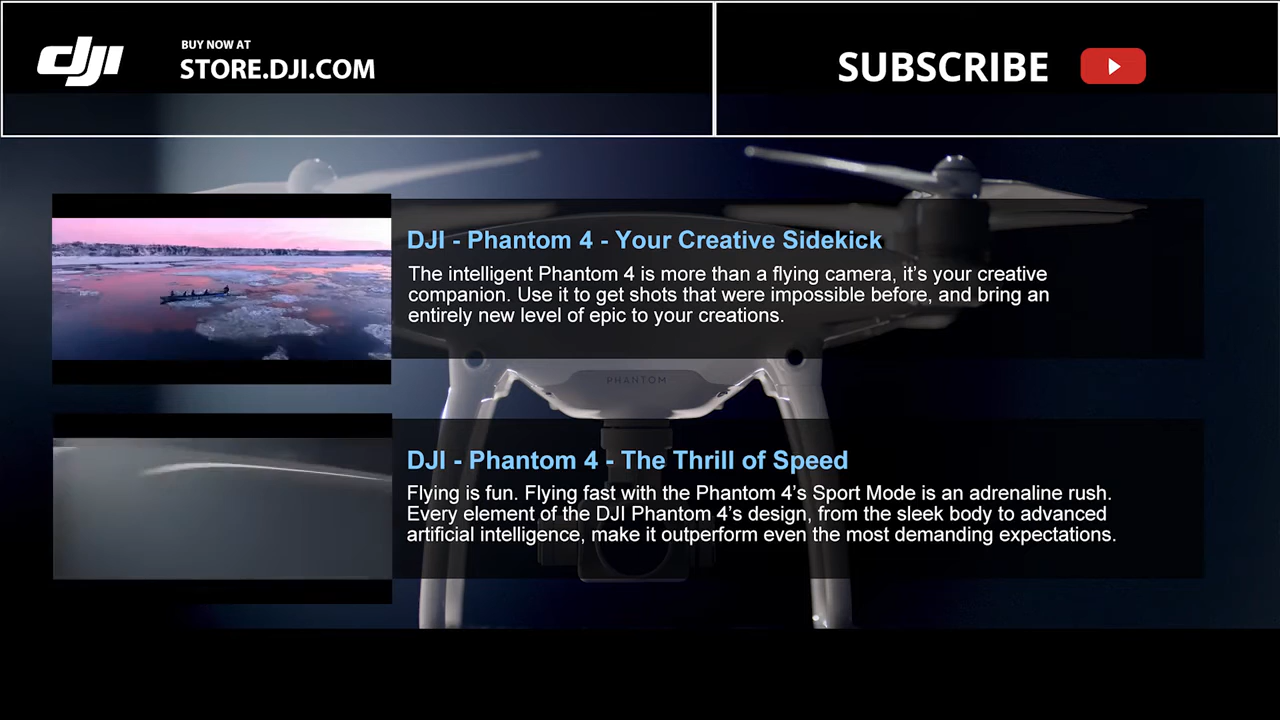 dji
BUY NOW AT
STORE.DJI.COM
SUBSCRIBE
DJI - Phantom 4 - Your Creative Sidekick
The intelligent Phantom 4 is more than a flying camera, it’s your creative
companion. Use it to get shots that were impossible before, and bring an
entirely new level of epic to your creations.
PHANTOM
DJI - Phantom 4 - The Thrill of Speed
Flying is fun. Flying fast with the Phantom 4’s Sport Mode is an adrenaline rush.
Every element of the DJI Phantom 4’s design, from the sleek body to advanced
artificial intelligence, make it outperform even the most demanding expectations.